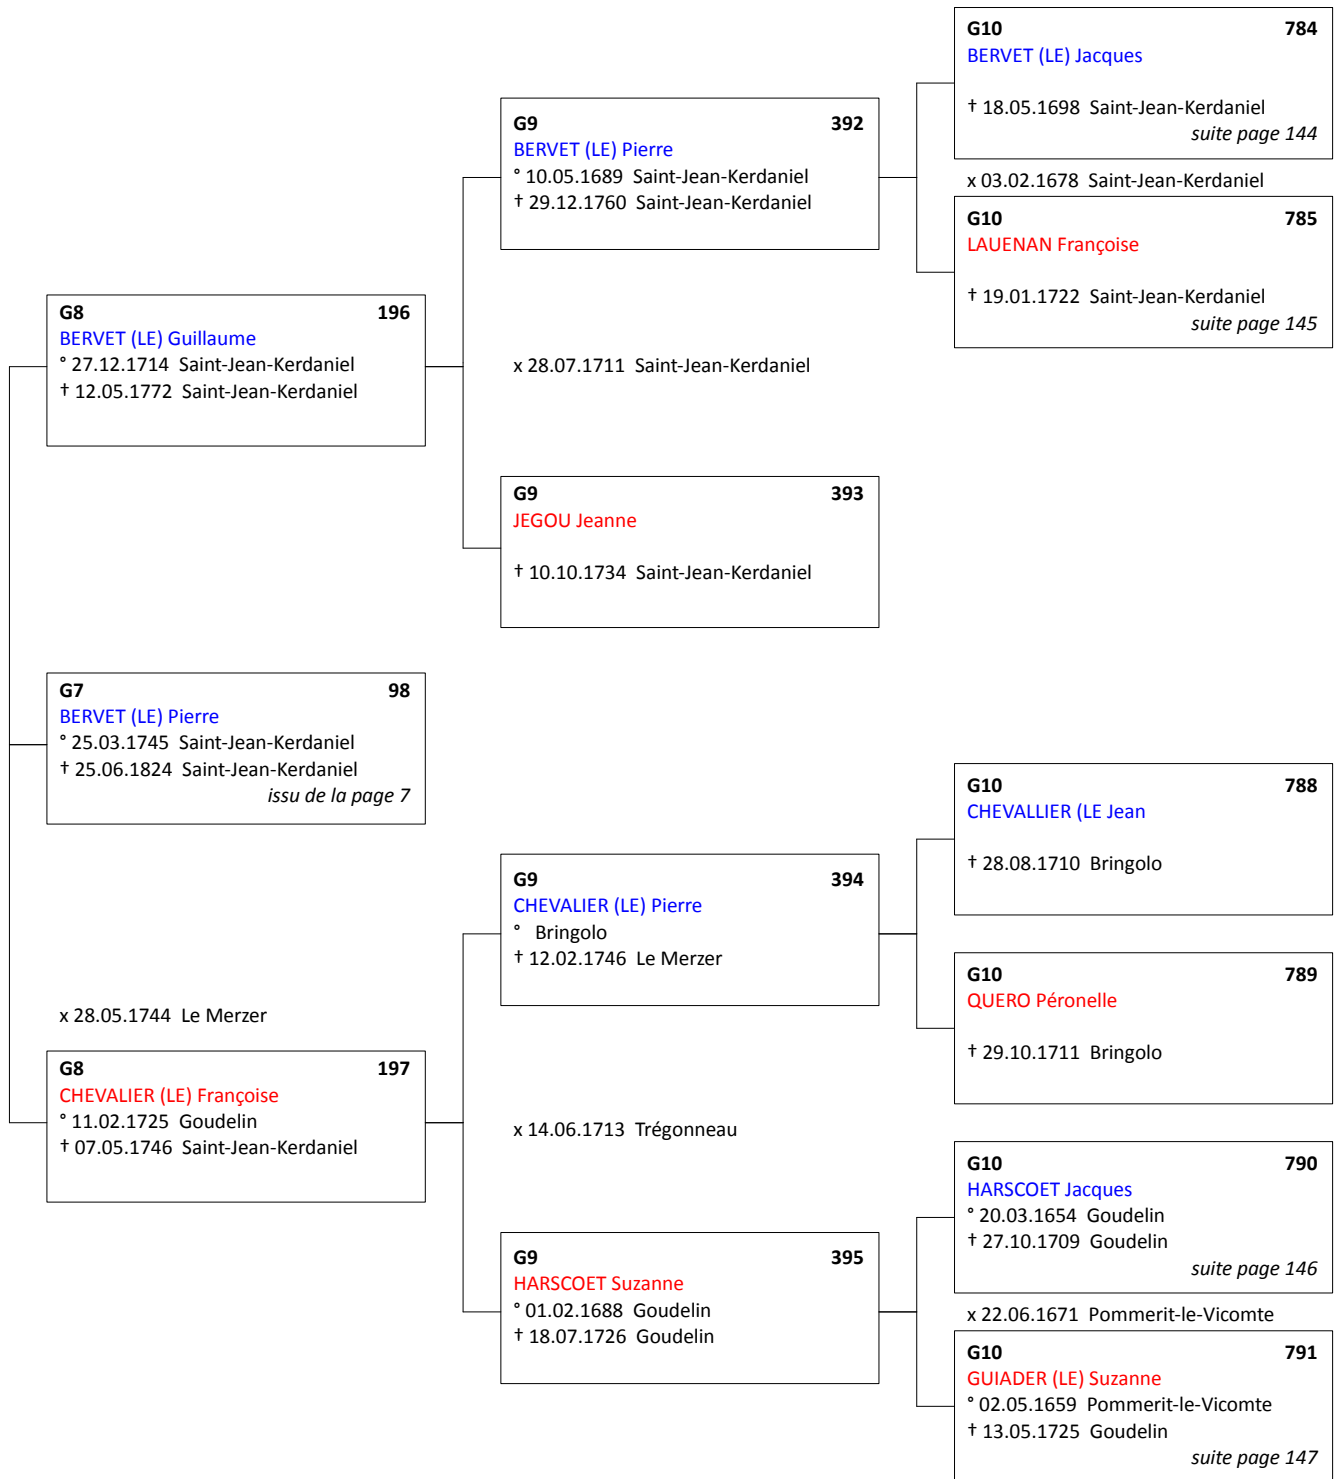 G10 784
BERVET (LE) Jacques
† 18.05.1698 Saint-Jean-Kerdaniel
suite page 144
x 03.02.1678 Saint-Jean-Kerdaniel
G10 785
LAUENAN Françoise
† 19.01.1722 Saint-Jean-Kerdaniel
suite page 145
G9 392
BERVET (LE) Pierre
° 10.05.1689 Saint-Jean-Kerdaniel
† 29.12.1760 Saint-Jean-Kerdaniel
G8 196
BERVET (LE) Guillaume
° 27.12.1714 Saint-Jean-Kerdaniel
† 12.05.1772 Saint-Jean-Kerdaniel
x 28.07.1711 Saint-Jean-Kerdaniel
G9 393
JEGOU Jeanne
† 10.10.1734 Saint-Jean-Kerdaniel
G7 98
BERVET (LE) Pierre
° 25.03.1745 Saint-Jean-Kerdaniel
† 25.06.1824 Saint-Jean-Kerdaniel
issu de la page 7
G10 788
CHEVALLIER (LE Jean
† 28.08.1710 Bringolo
G9 394
CHEVALIER (LE) Pierre
° Bringolo
† 12.02.1746 Le Merzer
G10 789
QUERO Péronelle
† 29.10.1711 Bringolo
x 28.05.1744 Le Merzer
G8 197
CHEVALIER (LE) Françoise
° 11.02.1725 Goudelin
† 07.05.1746 Saint-Jean-Kerdaniel
x 14.06.1713 Trégonneau
G10 790
HARSCOET Jacques
° 20.03.1654 Goudelin
† 27.10.1709 Goudelin
suite page 146
G9 395
HARSCOET Suzanne
° 01.02.1688 Goudelin
† 18.07.1726 Goudelin
x 22.06.1671 Pommerit-le-Vicomte
G10 791
GUIADER (LE) Suzanne
° 02.05.1659 Pommerit-le-Vicomte
† 13.05.1725 Goudelin
suite page 147